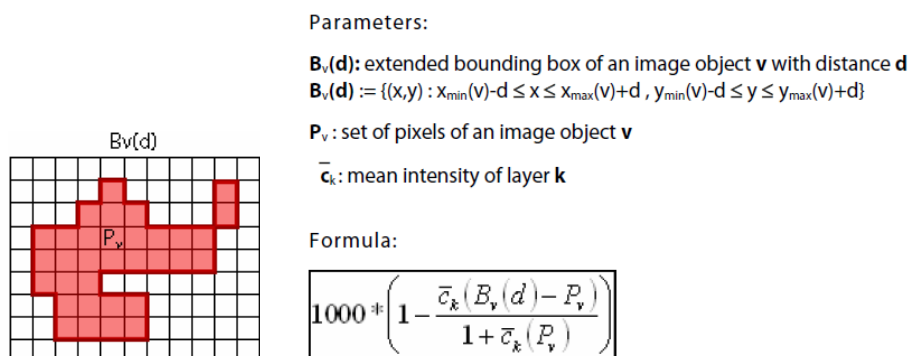 Parameters:
Bv(d): extended bounding box of an image object v with distance d
Bv(d) := {(x,y) : xmin(v)-d ≤ x ≤ xmax(v)+d , ymin(v)-d ≤ y ≤ ymax(v)+d}
Bv(d)
Pv : set of pixels of an image object v
c̄k : mean intensity of layer k
Pv
Formula:
1000 * (1 − c̄k(Bv(d) − Pv) / (1 + c̄k(Pv)))